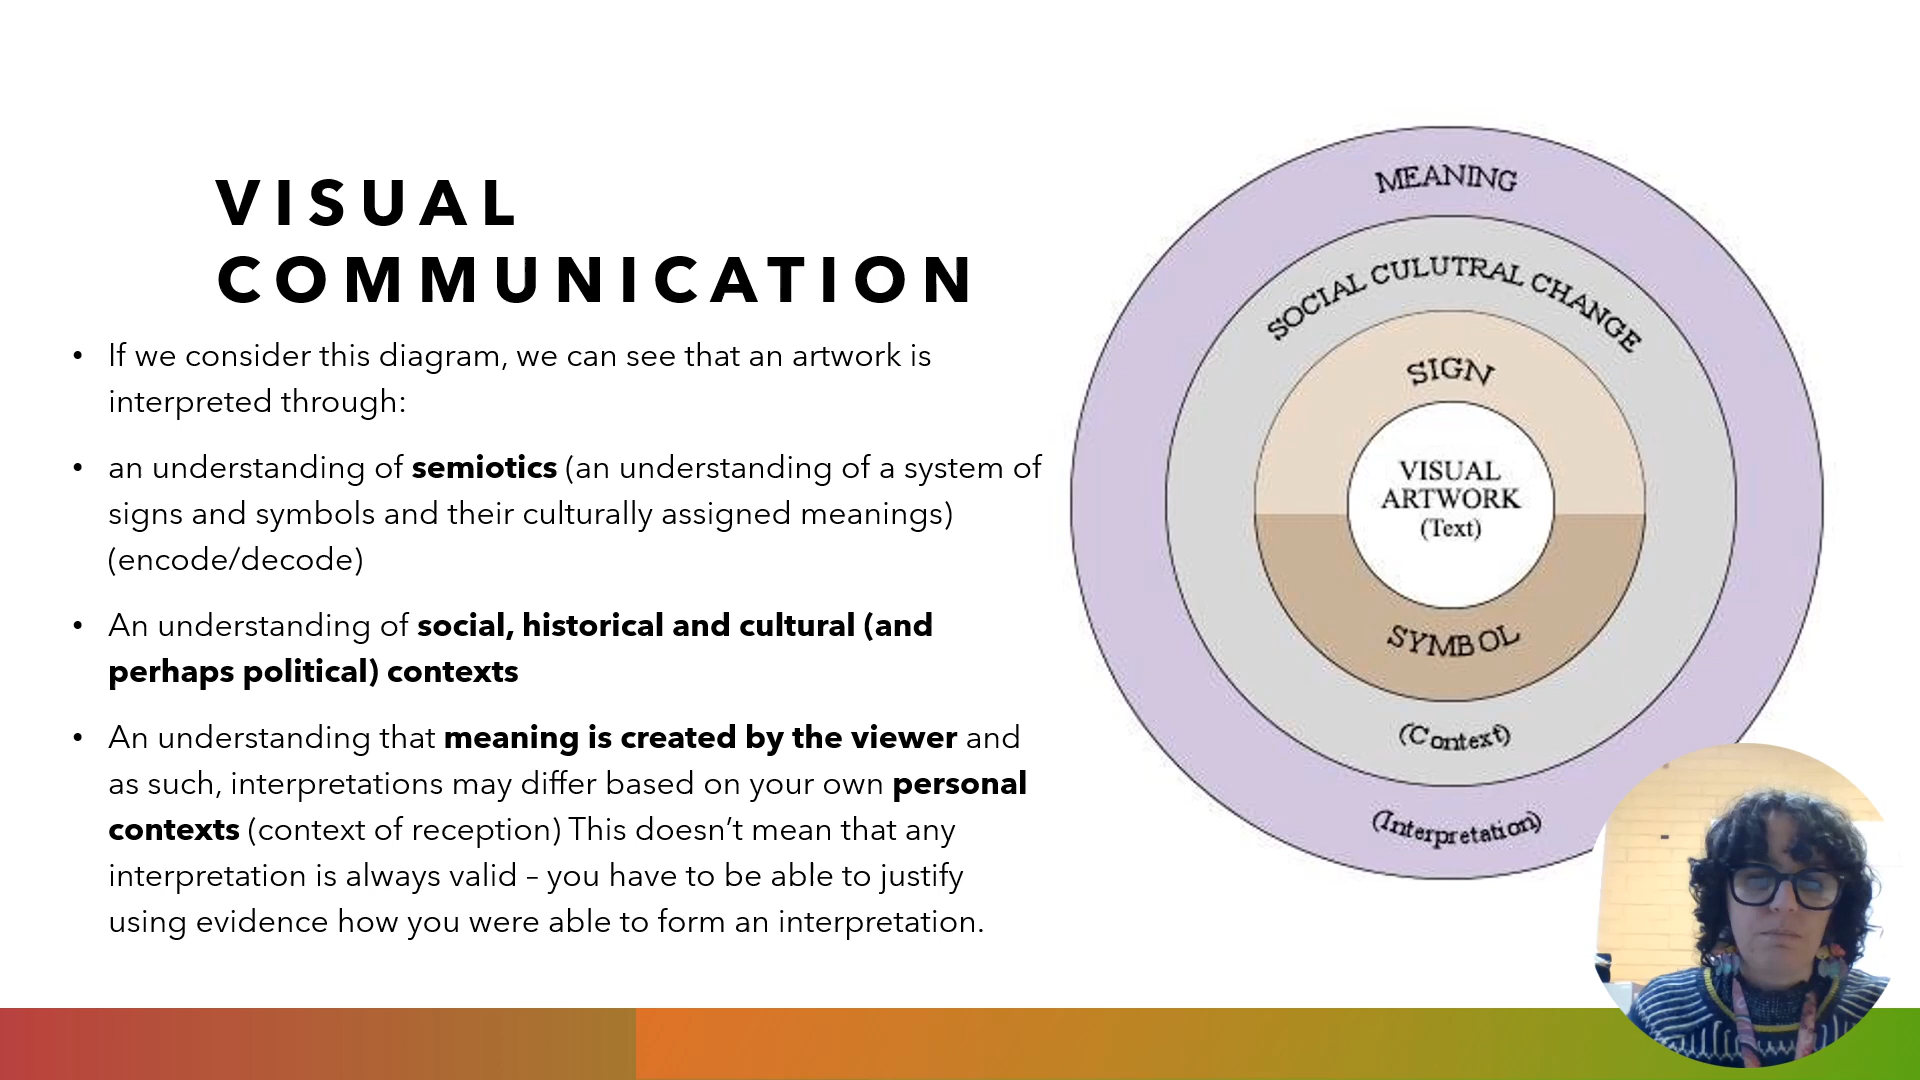 VISUAL
COMMUNICATION
• If we consider this diagram, we can see that an artwork is
interpreted through:
• an understanding of semiotics (an understanding of a system of
signs and symbols and their culturally assigned meanings)
(encode/decode)
• An understanding of social, historical and cultural (and
perhaps political) contexts
• An understanding that meaning is created by the viewer and
as such, interpretations may differ based on your own personal
contexts (context of reception) This doesn’t mean that any
interpretation is always valid – you have to be able to justify
using evidence how you were able to form an interpretation.
MEANING
SOCIAL CULUTRAL CHANGE
SIGN
VISUAL
ARTWORK
(Text)
SYMBOL
(Context)
(Interpretation)